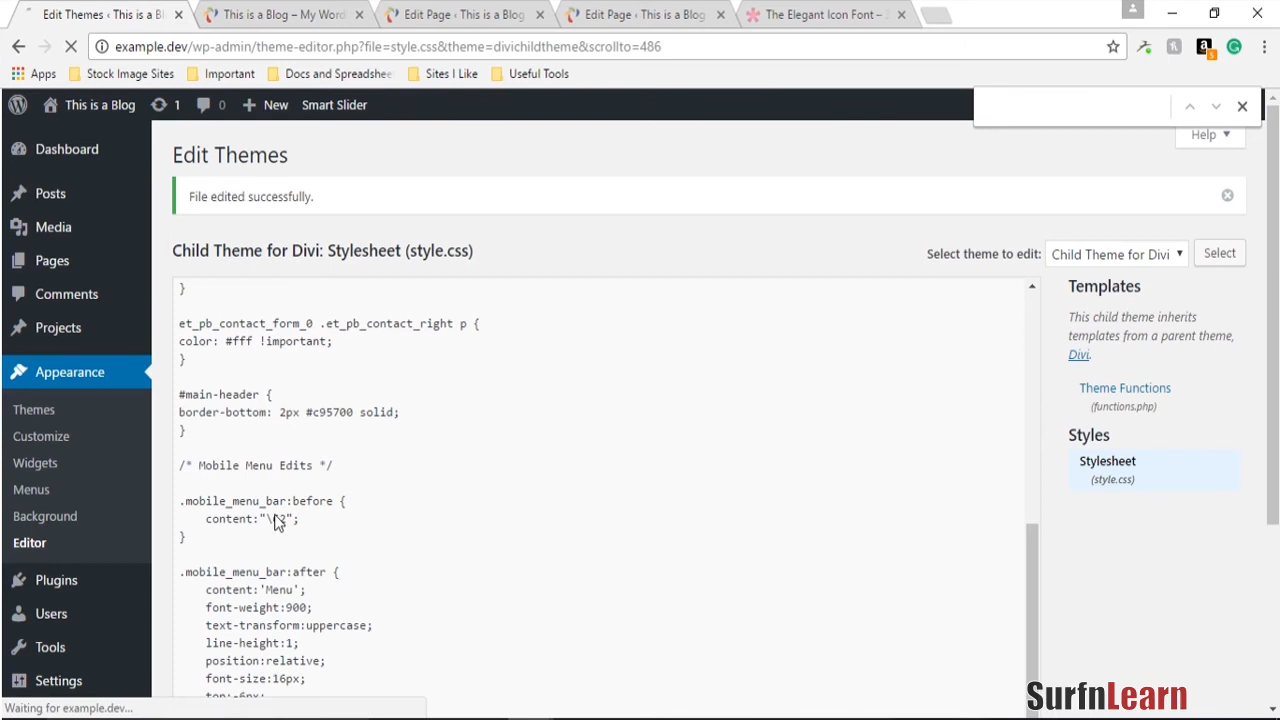 Edit Themes ‹ This is a B
This is a Blog – My Word
Edit Page ‹ This is a Blog
Edit Page ‹ This is a Blog
The Elegant Icon Font –
example.dev/wp-admin/theme-editor.php?file=style.css&theme=divichildtheme&scrollto=486
Apps
Stock Image Sites
Important
Docs and Spreadshee
Sites I Like
Useful Tools
This is a Blog
1
0
New
Smart Slider
Help
Dashboard
Posts
Media
Pages
Comments
Projects
Appearance
Themes
Customize
Widgets
Menus
Background
Editor
Plugins
Users
Tools
Settings
Edit Themes
File edited successfully.
Child Theme for Divi: Stylesheet (style.css)
Select theme to edit:
Child Theme for Divi
Select
}
et_pb_contact_form_0 .et_pb_contact_right p {
color: #fff !important;
}
#main-header {
border-bottom: 2px #c95700 solid;
}
/* Mobile Menu Edits */
.mobile_menu_bar:before {
content:
}
.mobile_menu_bar:after {
content:'Menu';
font-weight:900;
text-transform:uppercase;
line-height:1;
position:relative;
font-size:16px;
top:-6px;
Templates
This child theme inherits
templates from a parent theme,
Divi.
Theme Functions
(functions.php)
Styles
Stylesheet
(style.css)
Waiting for example.dev...
SurfnLearn